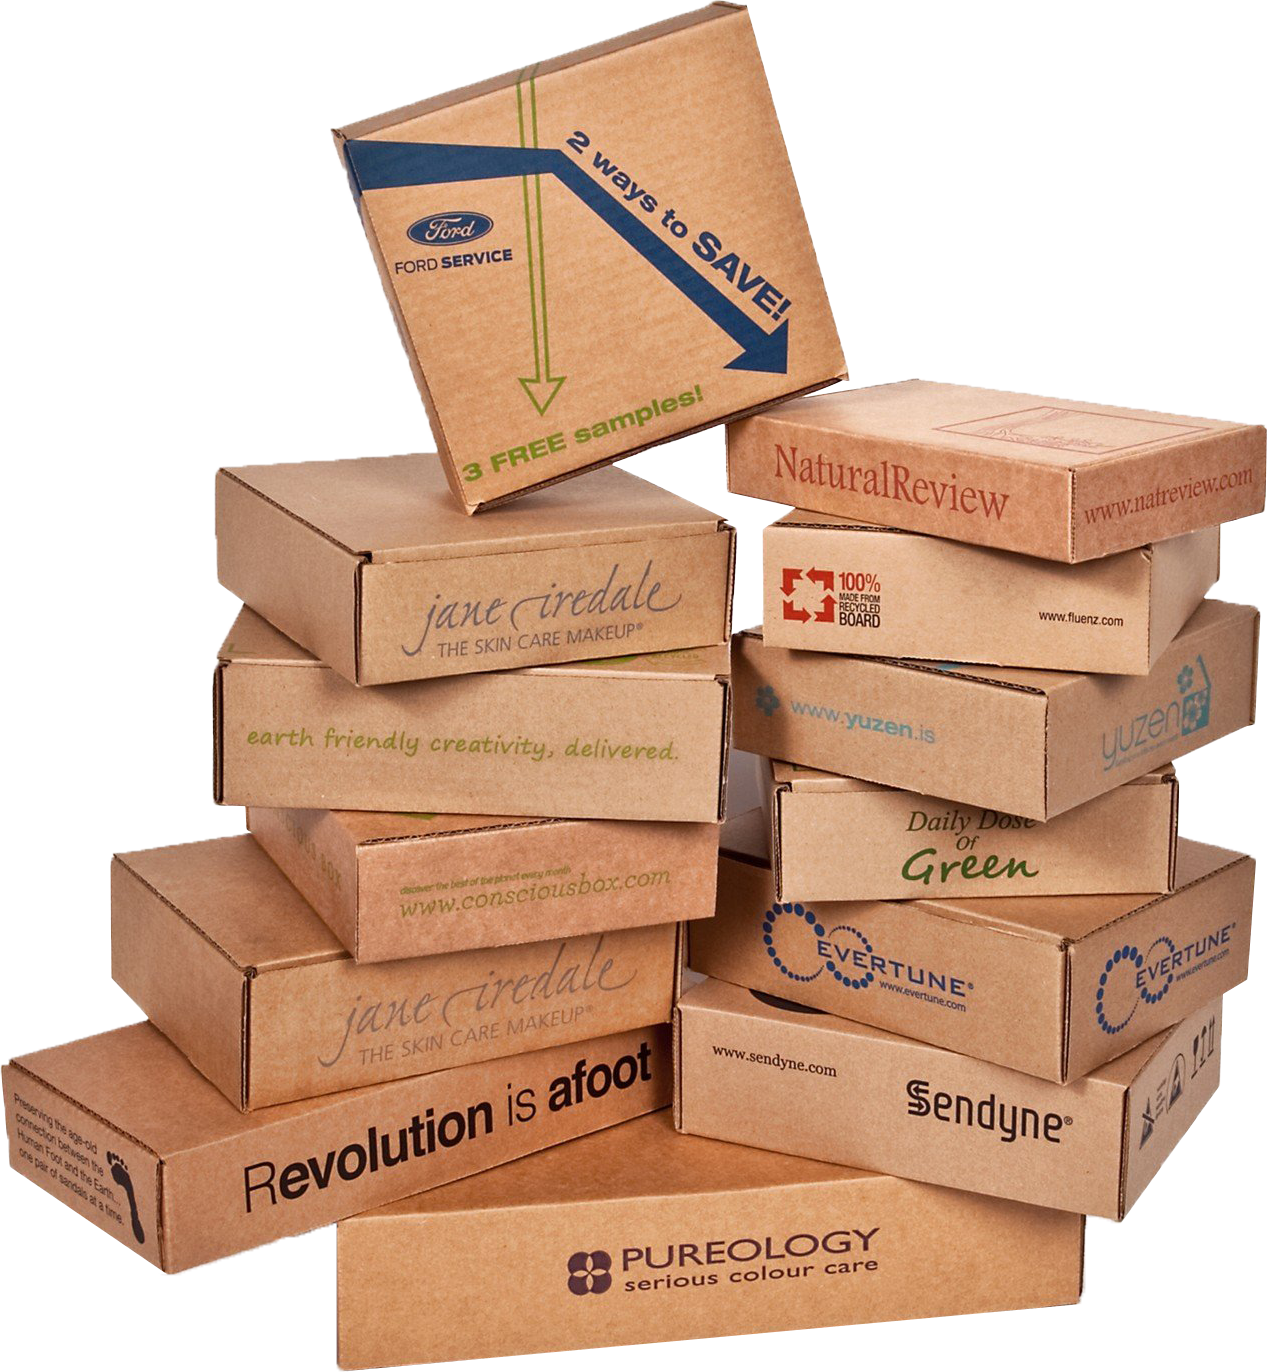 2 ways to SAVE!
Ford
FORD SERVICE
3 FREE samples!
NaturalReview
www.natreview.com
jane iredale
THE SKIN CARE MAKEUP®
100%
MADE FROM
RECYCLED
BOARD
www.fluenz.com
earth friendly creativity, delivered.
www.yuzen.is
yuzen
Daily Dose
Of
Green
discover the best of the planet every month
www.consciousbox.com
EVERTUNE®
www.evertune.com
EVERTUNE®
www.evertune.com
jane iredale
THE SKIN CARE MAKEUP®
www.sendyne.com
Sendyne®
Revolution is afoot
Preserving the age-old
connection between the
Human Foot and the Earth...
one pair of sandals at a time.
PUREOLOGY
serious colour care